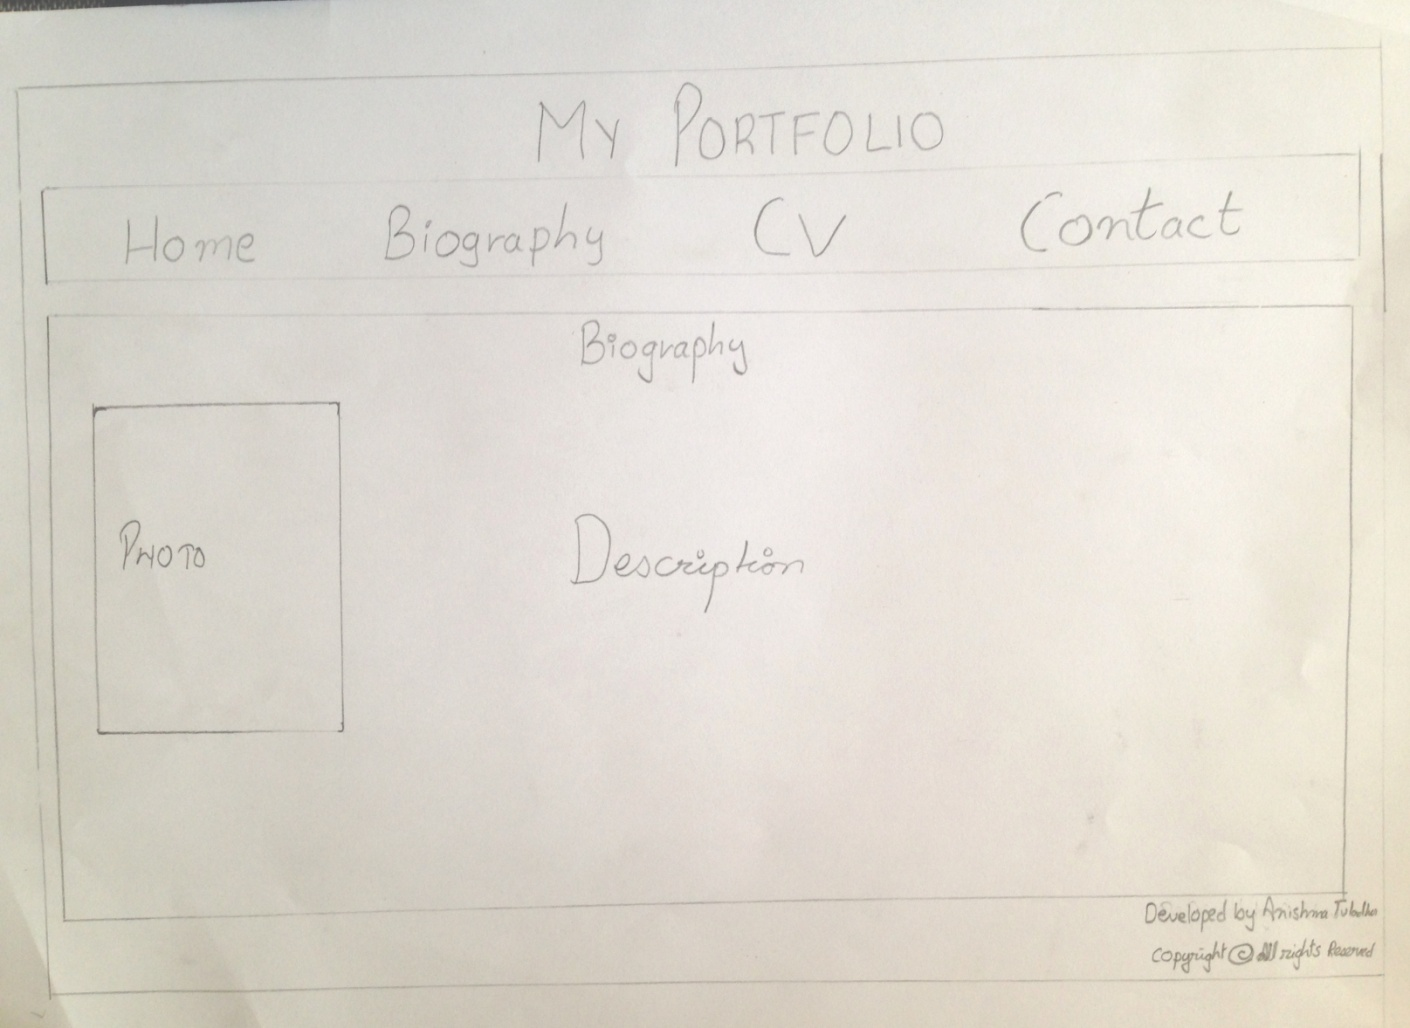 MY PORTFOLIO
Home Biography CV Contact
Biography
PHOTO
Description
Developed by
Copyright © All rights Reserved